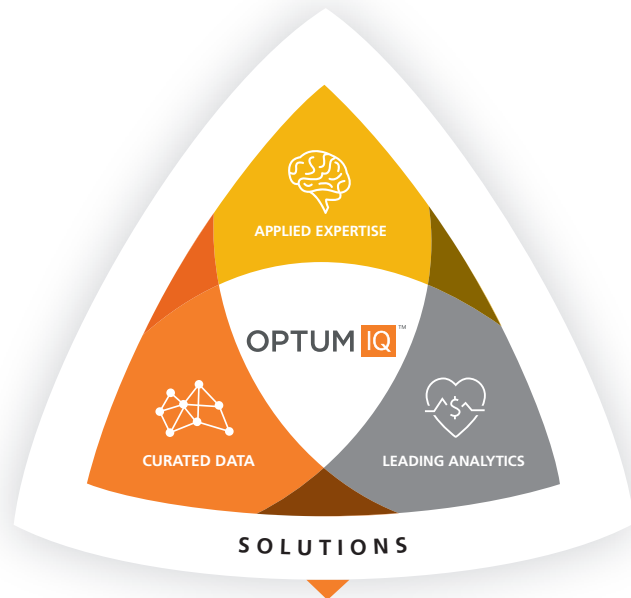 APPLIED EXPERTISE
OPTUM IQ™
CURATED DATA
LEADING ANALYTICS
SOLUTIONS